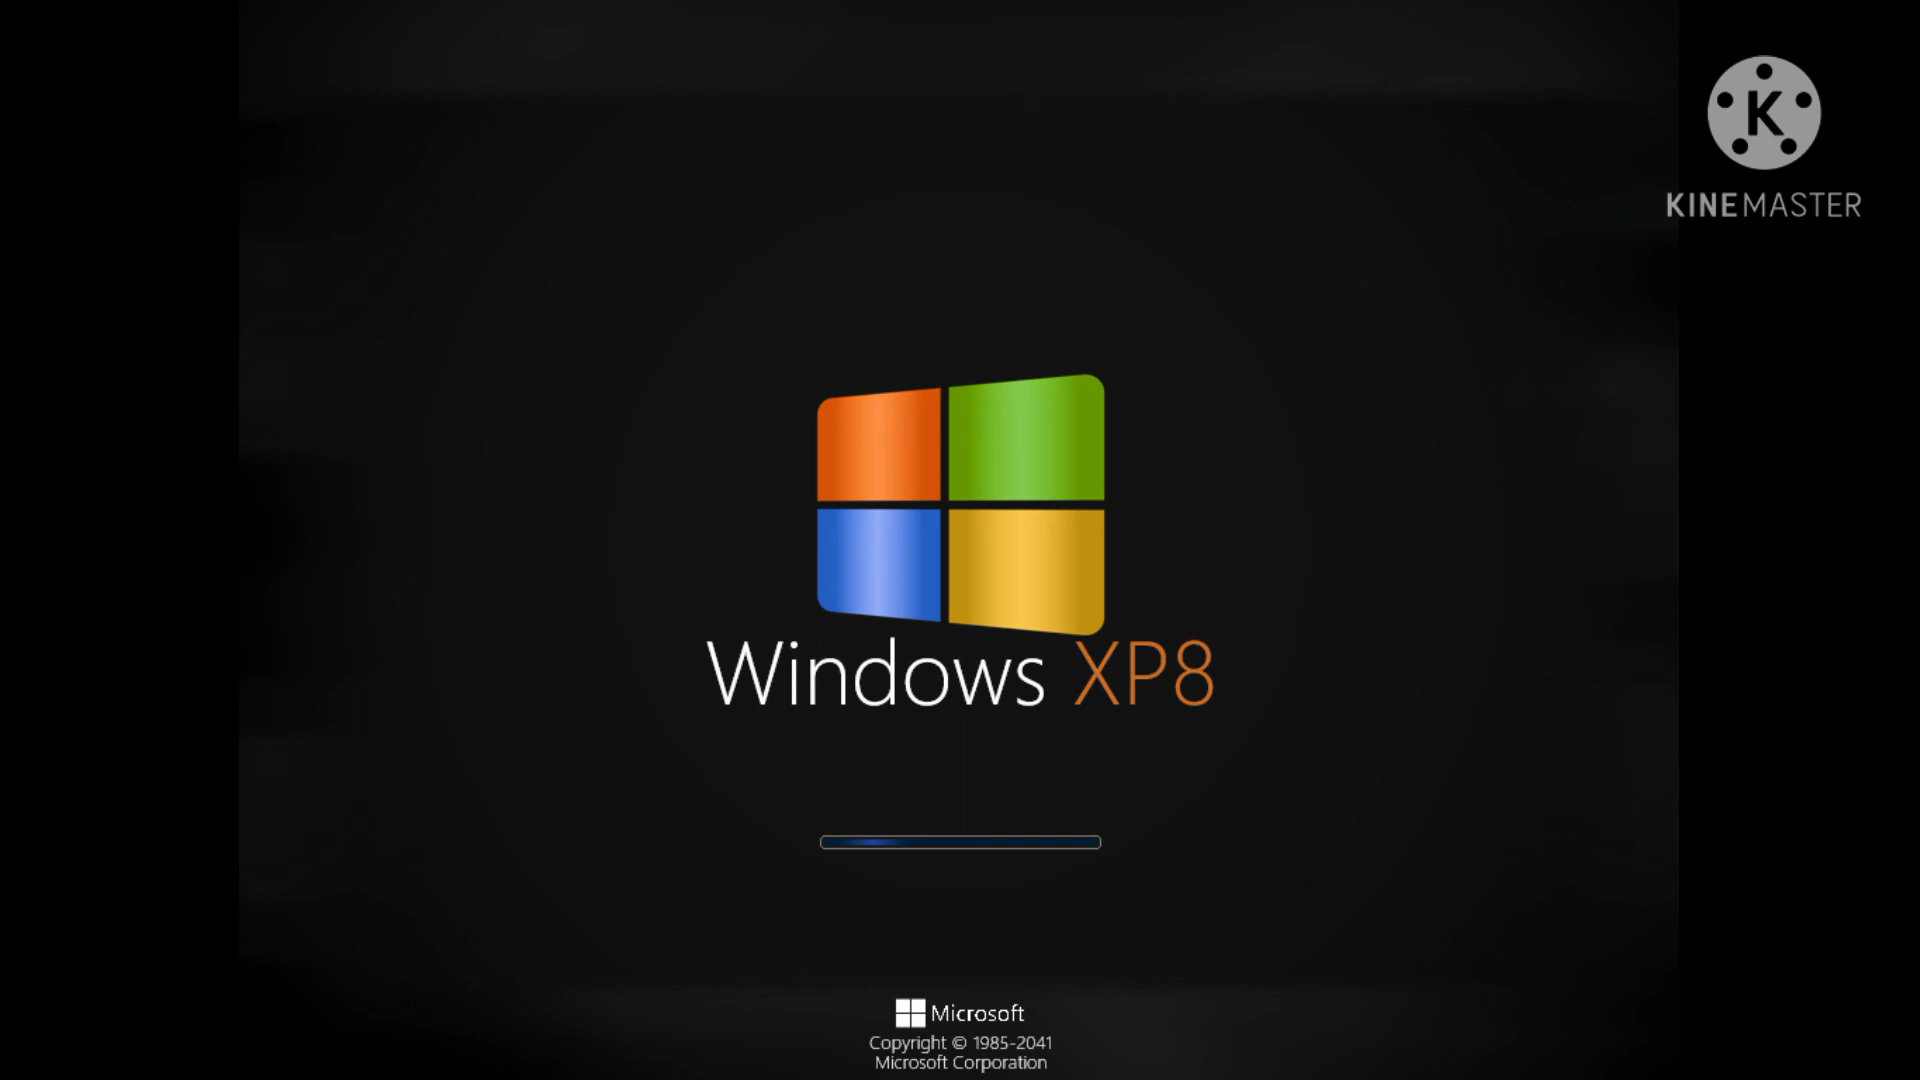 K
KINEMASTER
Windows XP8
Microsoft
Copyright © 1985-2041
Microsoft Corporation